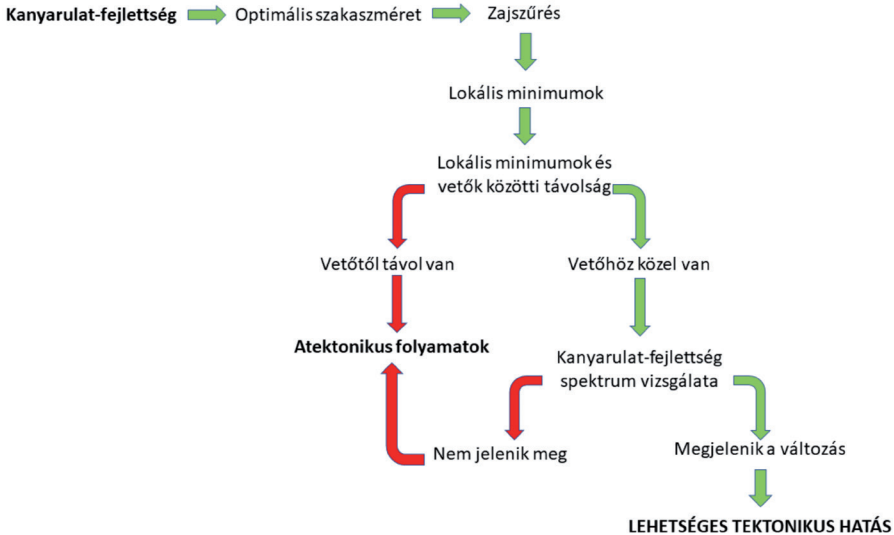 Kanyarulat-fejlettség
Optimális szakaszméret
Zajszűrés
Lokális minimumok
Lokális minimumok és
vetők közötti távolság
Vetőtől távol van
Vetőhöz közel van
Atektonikus folyamatok
Kanyarulat-fejlettség
spektrum vizsgálata
Nem jelenik meg
Megjelenik a változás
LEHETSÉGES TEKTONIKUS HATÁS